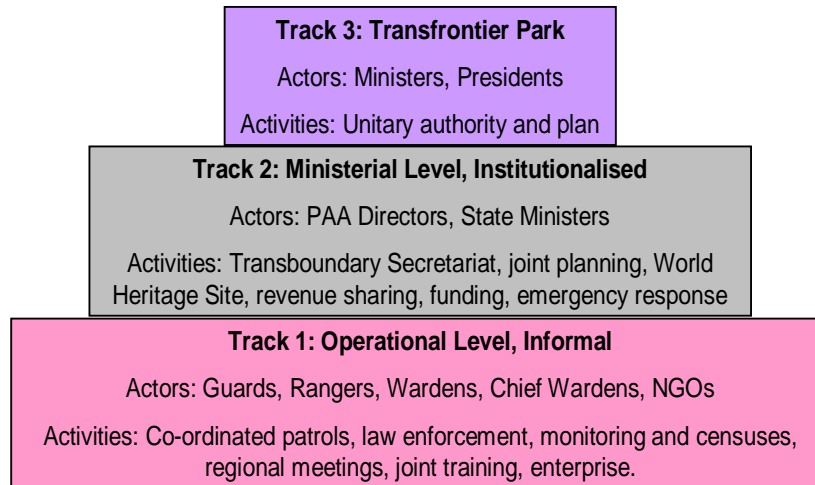 Track 3: Transfrontier Park
Actors: Ministers, Presidents
Activities: Unitary authority and plan
Track 2: Ministerial Level, Institutionalised
Actors: PAA Directors, State Ministers
Activities: Transboundary Secretariat, joint planning, World
Heritage Site, revenue sharing, funding, emergency response
Track 1: Operational Level, Informal
Actors: Guards, Rangers, Wardens, Chief Wardens, NGOs
Activities: Co-ordinated patrols, law enforcement, monitoring and censuses,
regional meetings, joint training, enterprise.